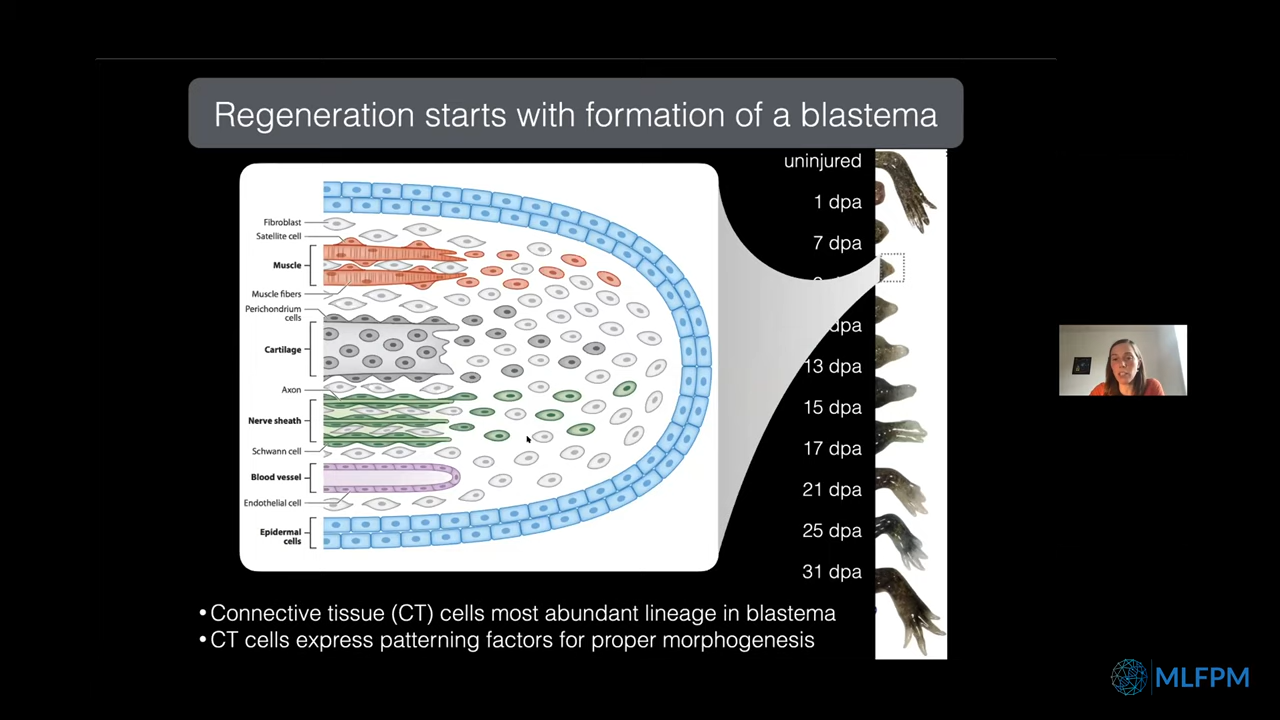 Regeneration starts with formation of a blastema
uninjured
1 dpa
7 dpa
dpa
13 dpa
15 dpa
17 dpa
21 dpa
25 dpa
31 dpa
Fibroblast
Satellite cell
Muscle
Muscle fibers
Perichondrium
cells
Cartilage
Axon
Nerve sheath
Schwann cell
Blood vessel
Endothelial cell
Epidermal
cells
• Connective tissue (CT) cells most abundant lineage in blastema
• CT cells express patterning factors for proper morphogenesis
MLFPM